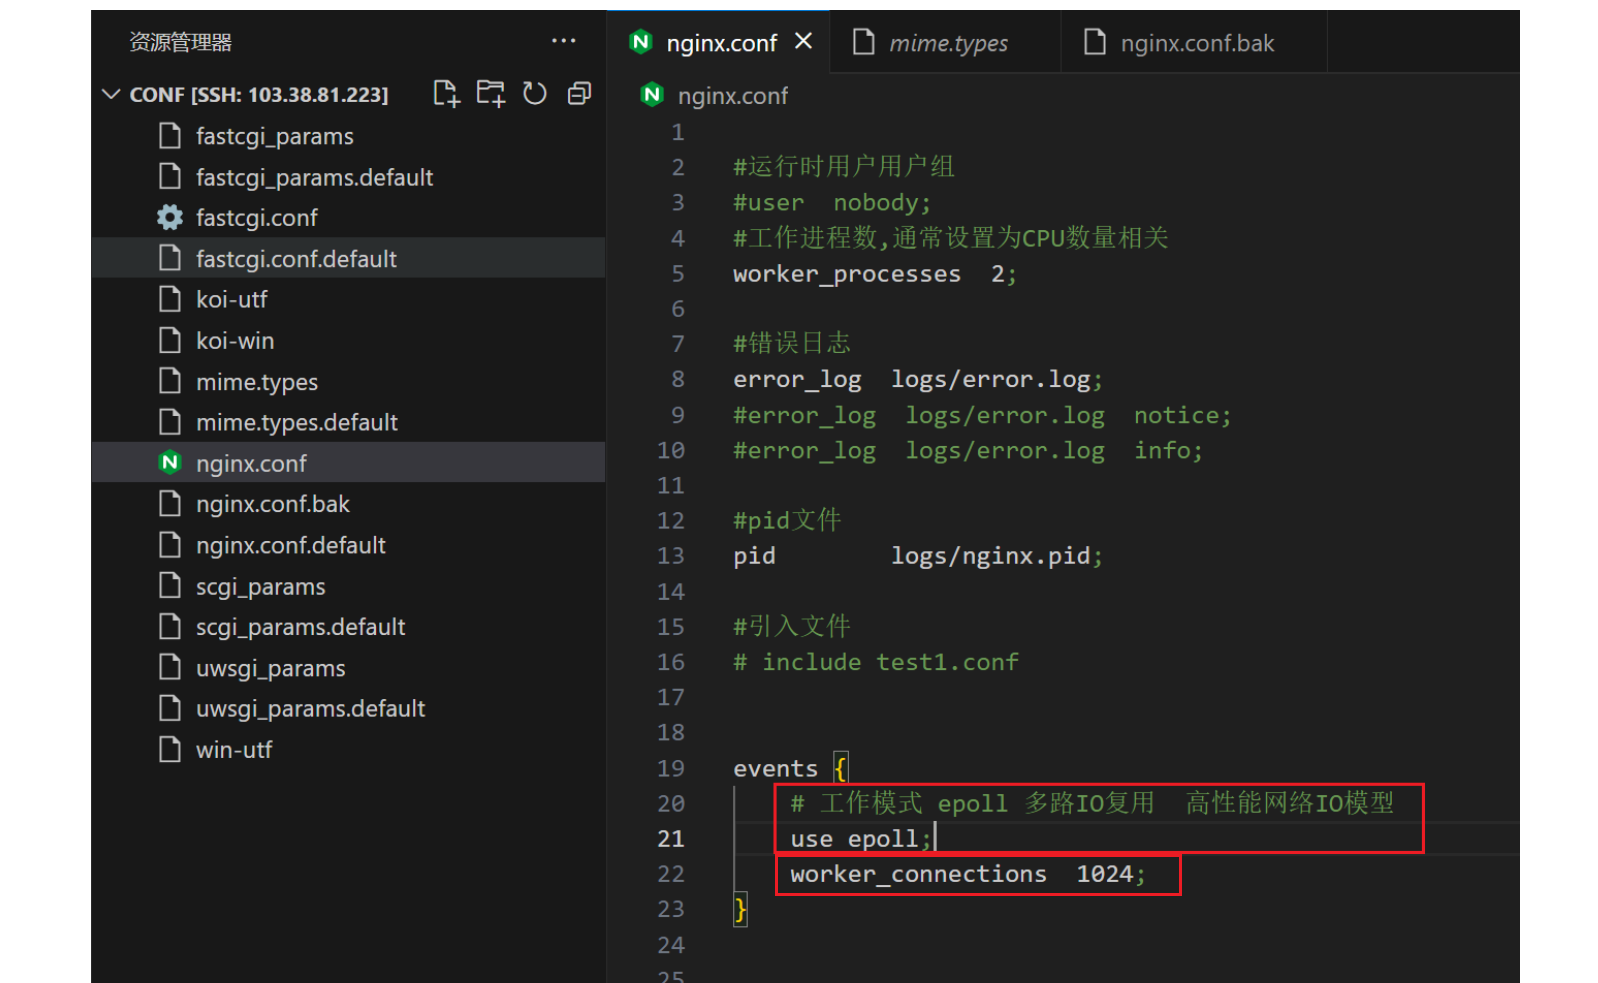 资源管理器
CONF [SSH: 103.38.81.223]
fastcgi_params
fastcgi_params.default
fastcgi.conf
fastcgi.conf.default
koi-utf
koi-win
mime.types
mime.types.default
nginx.conf
nginx.conf.bak
nginx.conf.default
scgi_params
scgi_params.default
uwsgi_params
uwsgi_params.default
win-utf
nginx.conf mime.types nginx.conf.bak
nginx.conf
1
2 #运行时用户用户组
3 #user  nobody;
4 #工作进程数,通常设置为CPU数量相关
5 worker_processes  2;
6
7 #错误日志
8 error_log  logs/error.log;
9 #error_log  logs/error.log  notice;
10 #error_log  logs/error.log  info;
11
12 #pid文件
13 pid        logs/nginx.pid;
14
15 #引入文件
16 # include test1.conf
17
18
19 events {
20     # 工作模式 epoll 多路IO复用  高性能网络IO模型
21     use epoll;
22     worker_connections  1024;
23 }
24
25